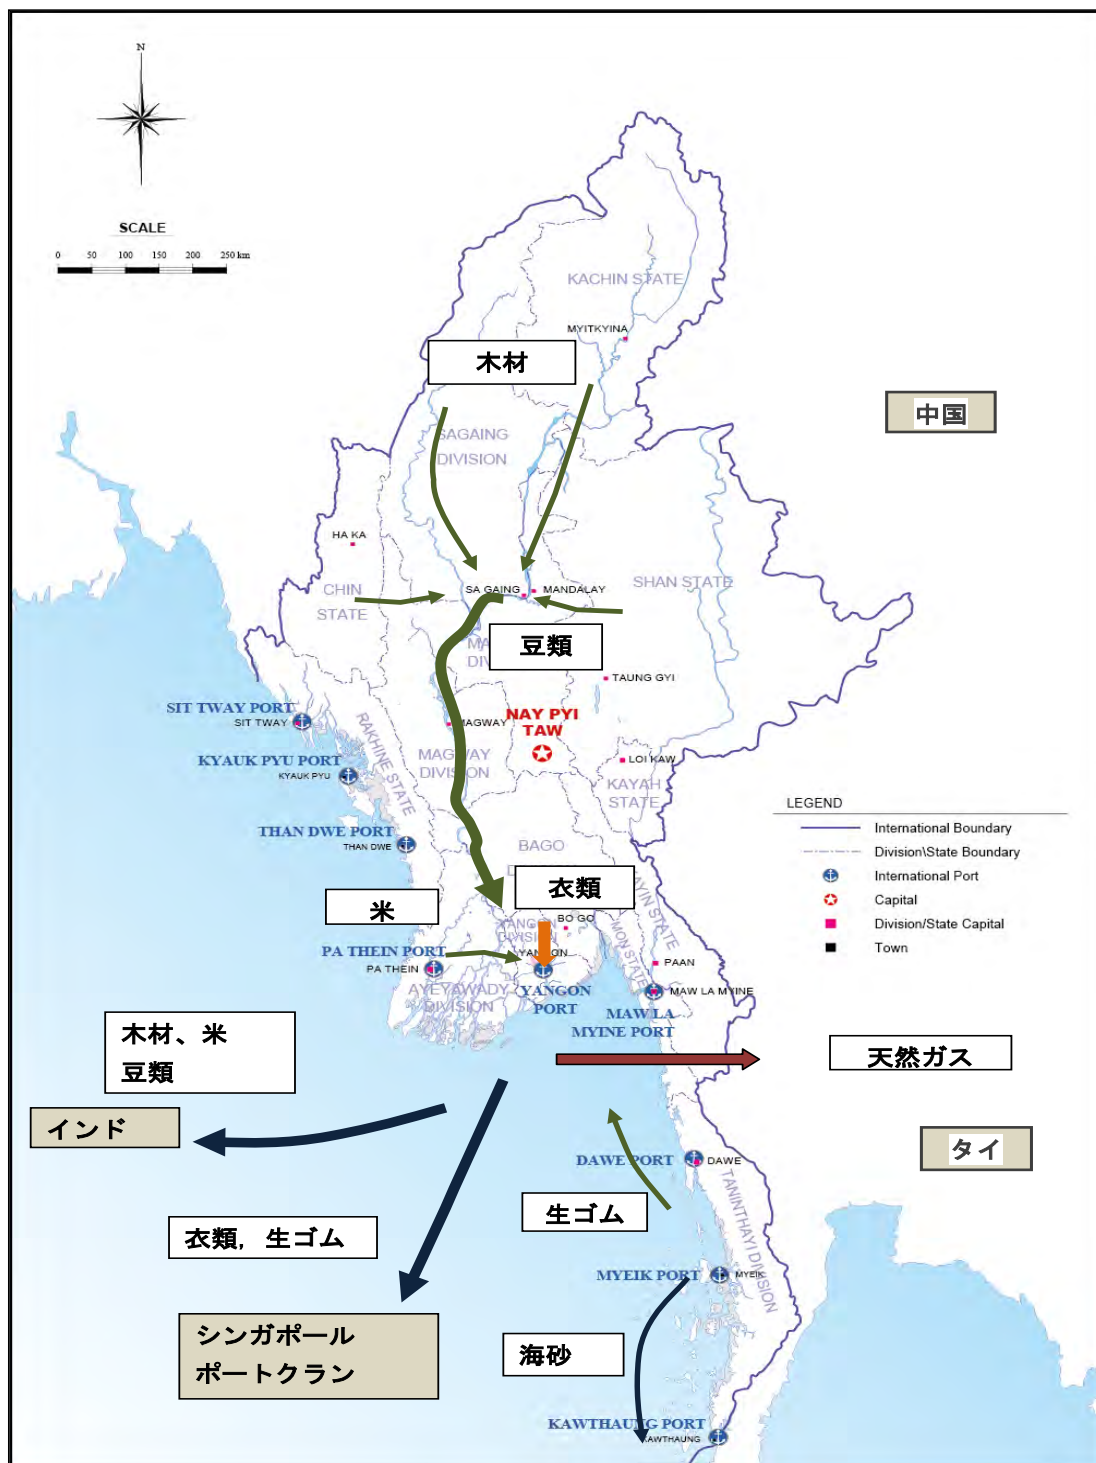 N
SCALE
0 50 100 150 200 250 km
KACHIN STATE
MYITKYINA
木材
中国
SAGAING
DIVISION
HA KA
CHIN
STATE
SA GAING
MANDALAY
SHAN STATE
豆類
TAUNG GYI
SIT TWAY PORT
SIT TWAY
RAKHINE STATE
MAGWAY
NAY PYI
TAW
MAGWAY
DIVISION
LOI KAW
KAYAH
STATE
KYAUK PYU PORT
KYAUK PYU
THAN DWE PORT
THAN DWE
BAGO
LEGEND
International Boundary
Division\State Boundary
International Port
Capital
Division/State Capital
Town
衣類
米
BO GO
YANGON
DIVISION
YANGON
MON STATE
PA THEIN PORT
PA THEIN
PAAN
AYEYAWADY
DIVISION
YANGON
PORT
MAW LA MYINE
MAW LA
MYINE PORT
木材、米
豆類
天然ガス
インド
タイ
DAWE PORT
DAWE
TANINTHAYI DIVISION
生ゴム
衣類, 生ゴム
MYEIK PORT
MYEIK
シンガポール
ポートクラン
海砂
KAWTHAUNG PORT
KAWTHAUNG